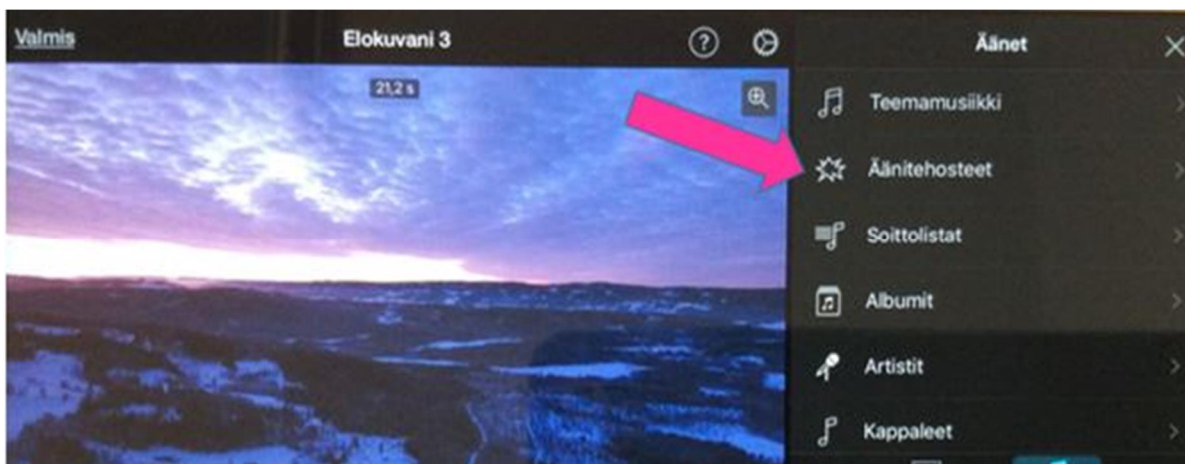 Valmis
Elokuvani 3
?
21,2 s
Äänet
Teemamusiikki
Äänitehosteet
Soittolistat
Albumit
Artistit
Kappaleet